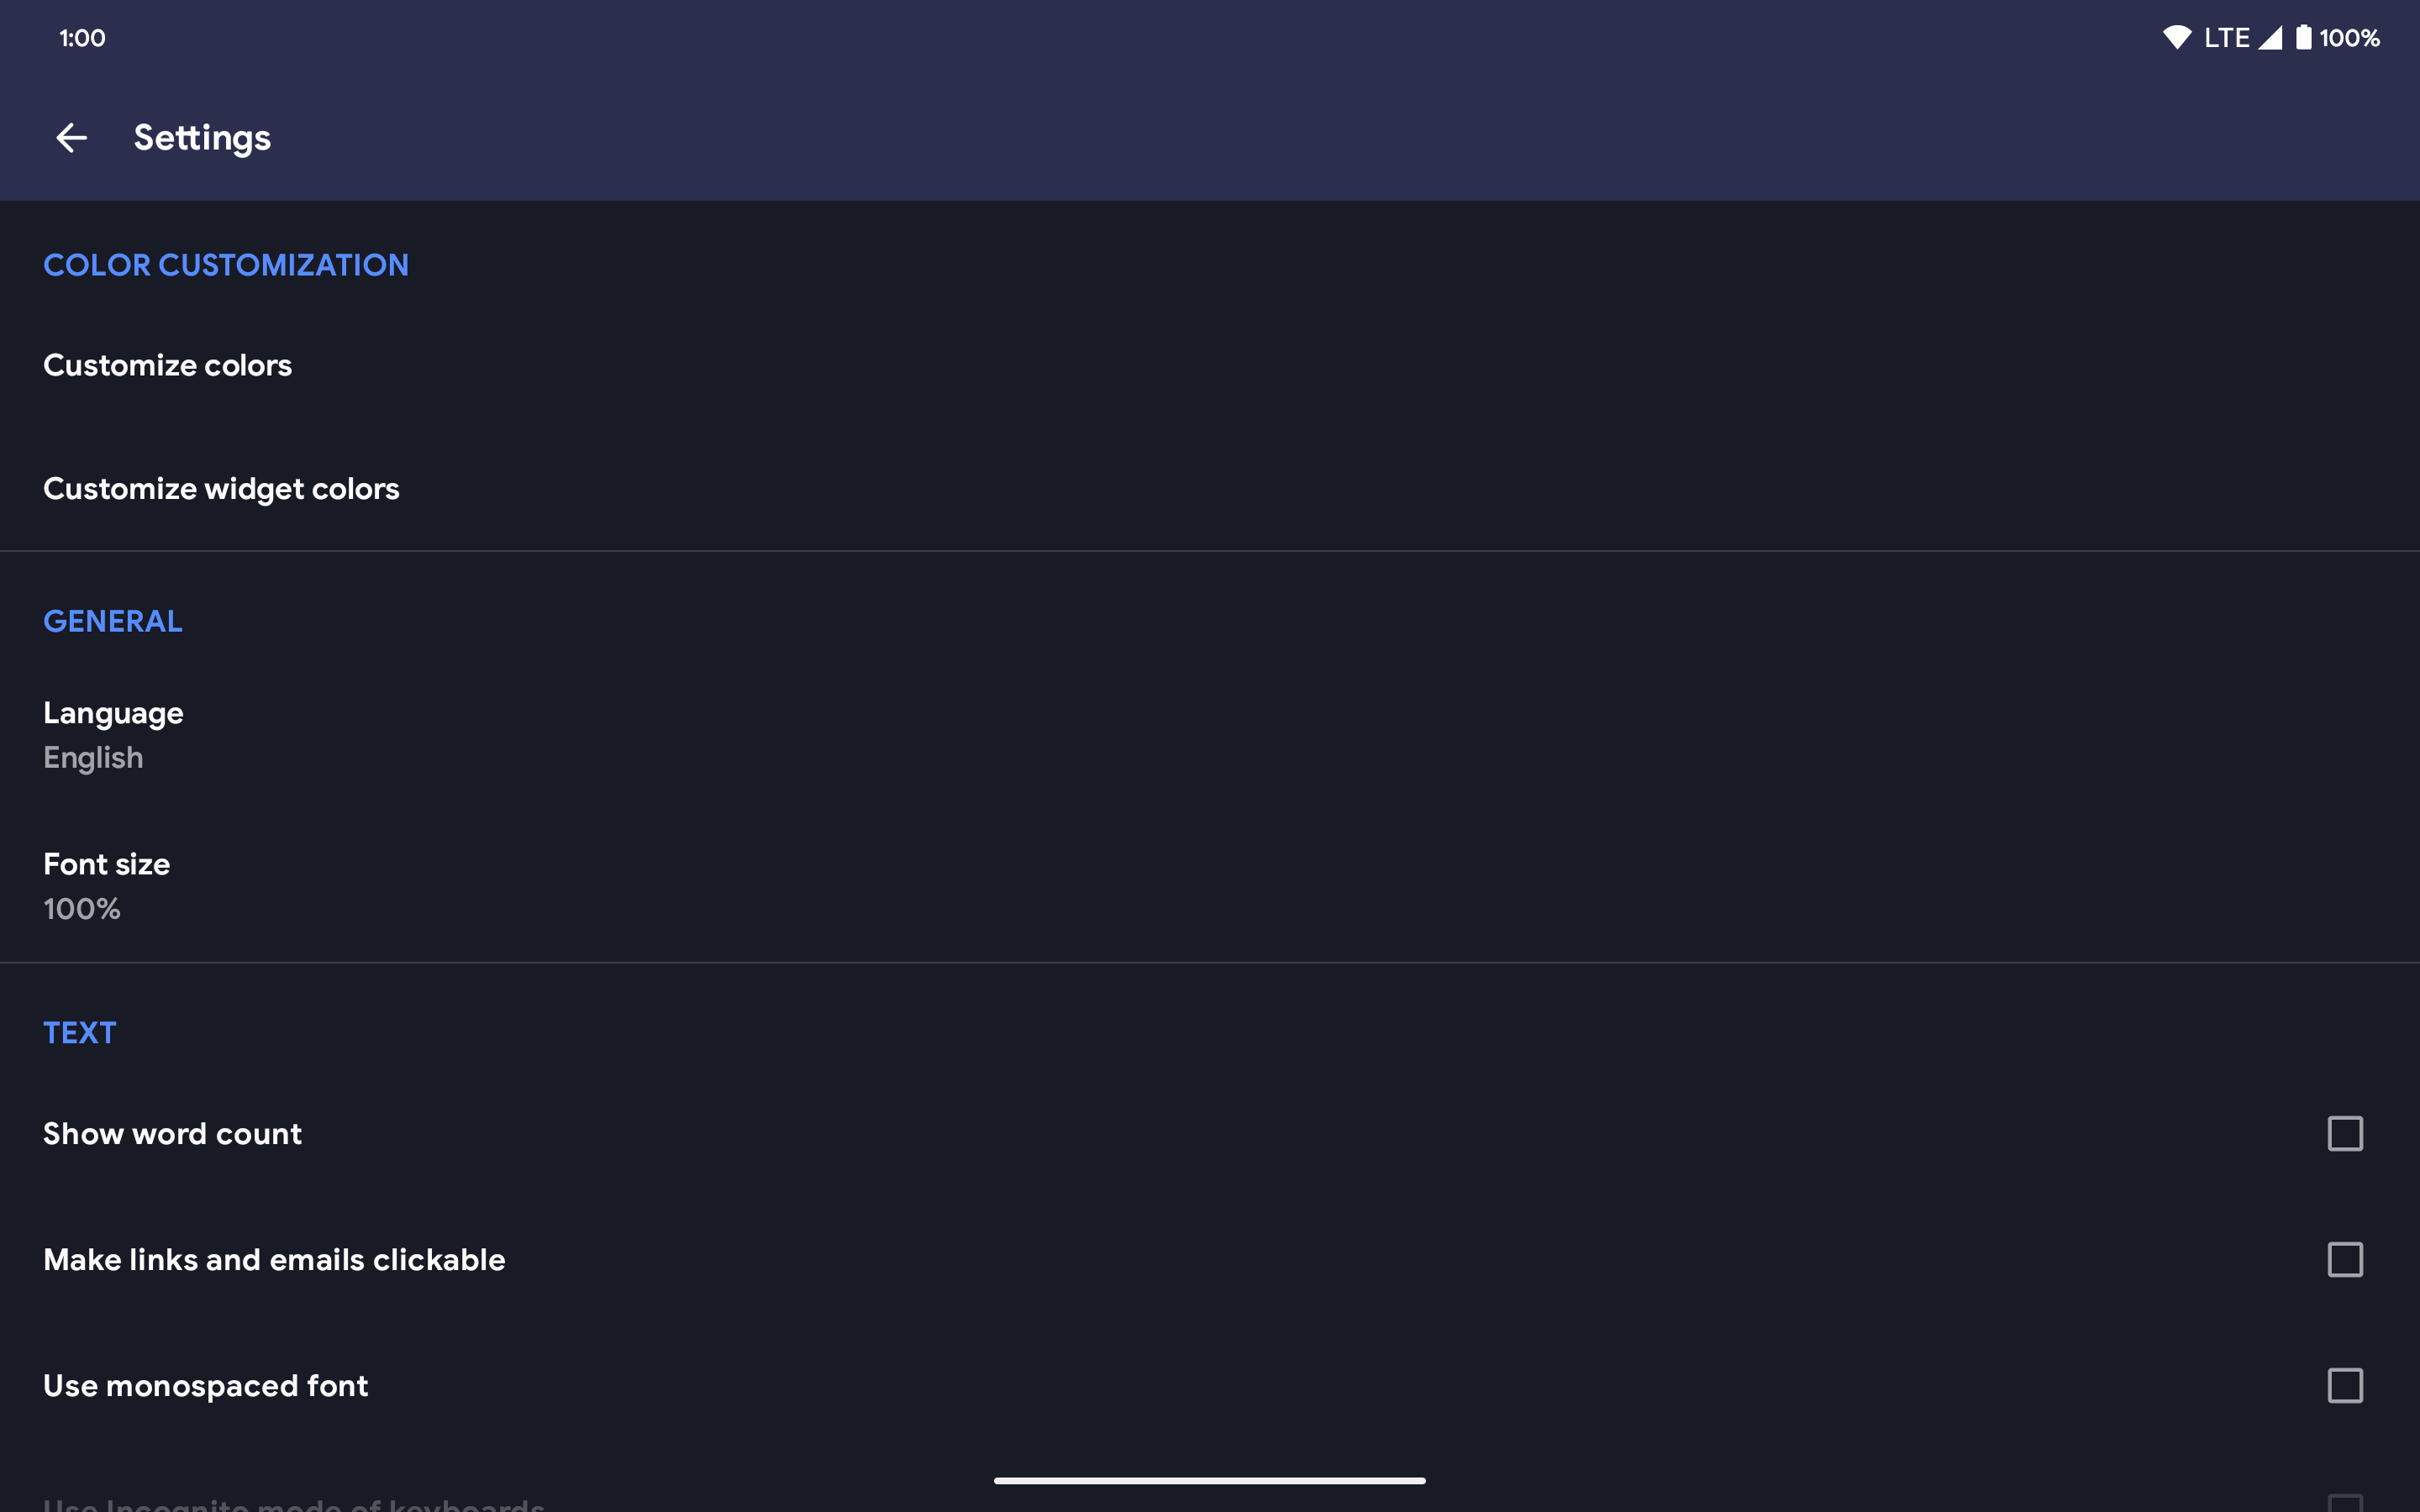 1:00
LTE 100%
Settings
COLOR CUSTOMIZATION
Customize colors
Customize widget colors
GENERAL
Language
English
Font size
100%
TEXT
Show word count
Make links and emails clickable
Use monospaced font
Use Incognito mode of keyboards